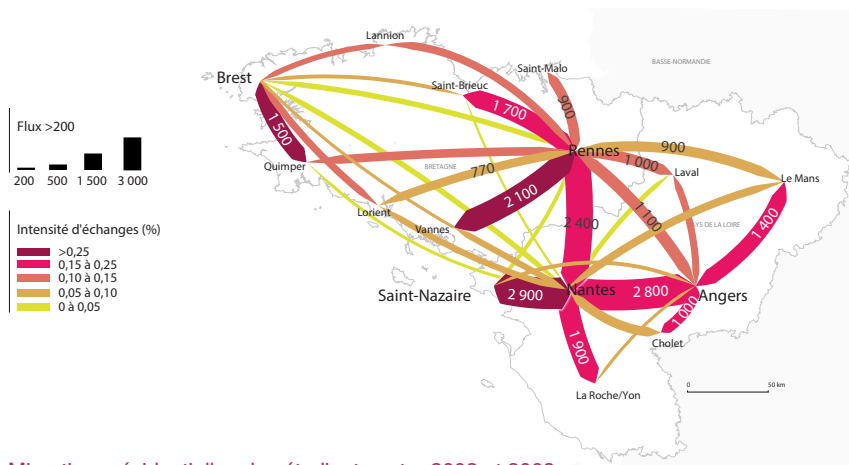 Lannion
Saint-Malo
BASSE-NORMANDIE
Brest
Saint-Brieuc
Flux >200
200 500 1 500 3 000
1 500
1 700
900
Rennes
900
1 000
Quimper
BRETAGNE
770
Laval
Le Mans
Intensité d'échanges (%)
>0,25
0,15 à 0,25
0,10 à 0,15
0,05 à 0,10
0 à 0,05
Lorient
Vannes
2 100
2 400
1 100
YS DE LA LOIRE
1 400
Saint-Nazaire
2 900
Nantes
2 800
Angers
1 000
Cholet
1 900
La Roche/Yon
0 50 km